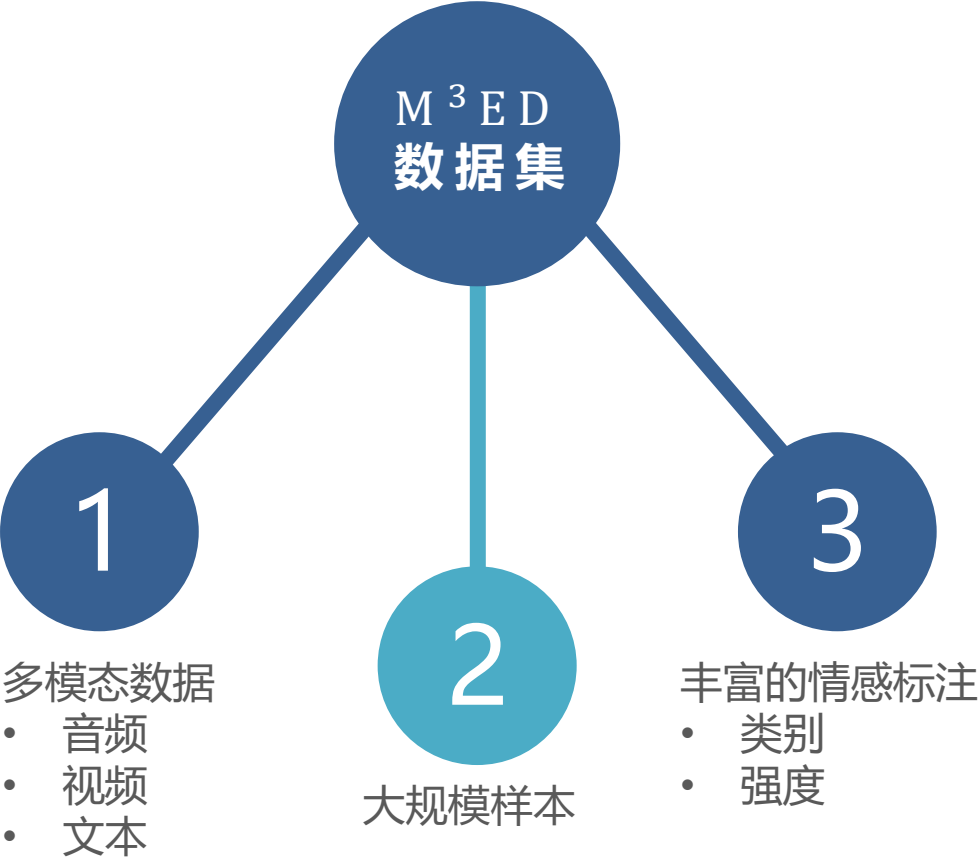 M³ED
数据集
1
多模态数据
• 音频
• 视频
• 文本
2
大规模样本
3
丰富的情感标注
• 类别
• 强度